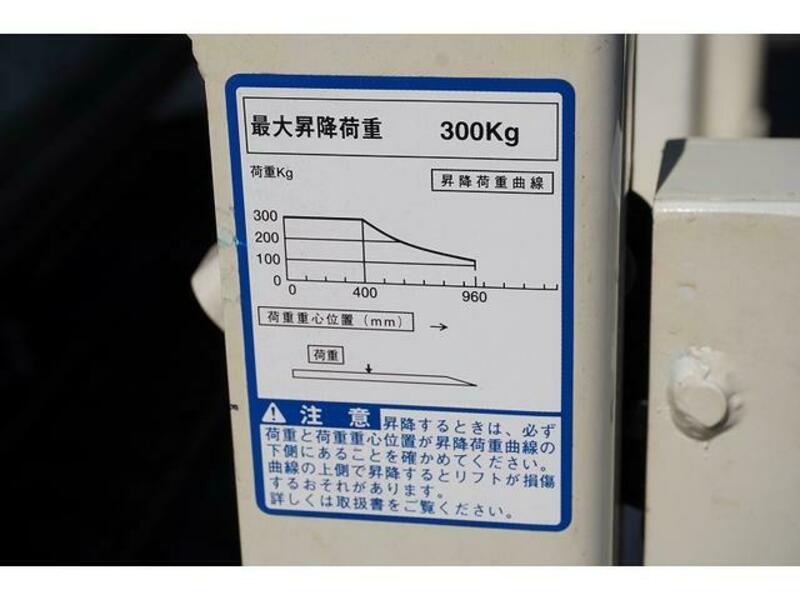 最大昇降荷重 300Kg
荷重Kg
昇降荷重曲線
300
200
100
0
0 400 960
荷重重心位置(mm) →
荷重
注意 昇降するときは、必ず
荷重と荷重重心位置が昇降荷重曲線の
下側にあることを確かめてください。
曲線の上側で昇降するとリフトが損傷
するおそれがあります。
詳しくは取扱書をご覧ください。